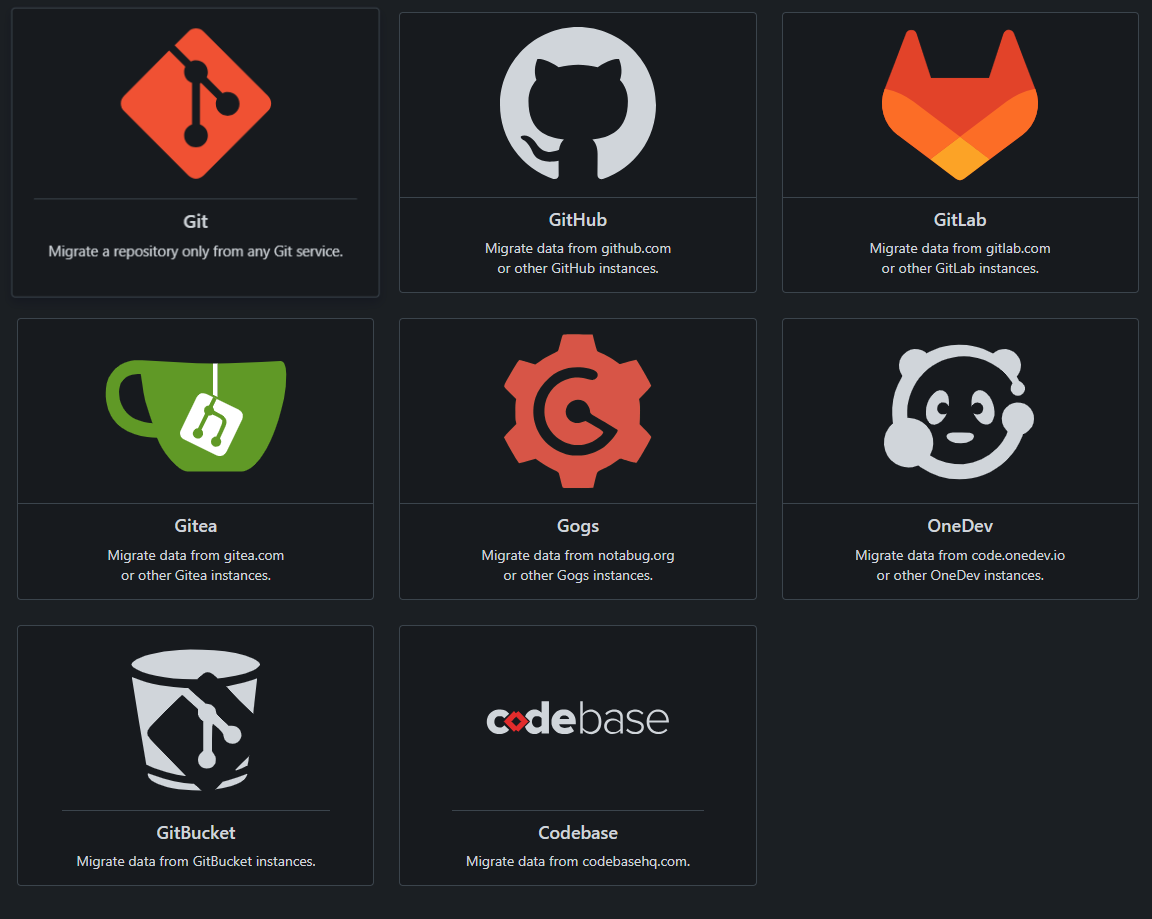 Git
Migrate a repository only from any Git service.
GitHub
Migrate data from github.com
or other GitHub instances.
GitLab
Migrate data from gitlab.com
or other GitLab instances.
Gitea
Migrate data from gitea.com
or other Gitea instances.
Gogs
Migrate data from notabug.org
or other Gogs instances.
OneDev
Migrate data from code.onedev.io
or other OneDev instances.
GitBucket
Migrate data from GitBucket instances.
codebase
Codebase
Migrate data from codebasehq.com.